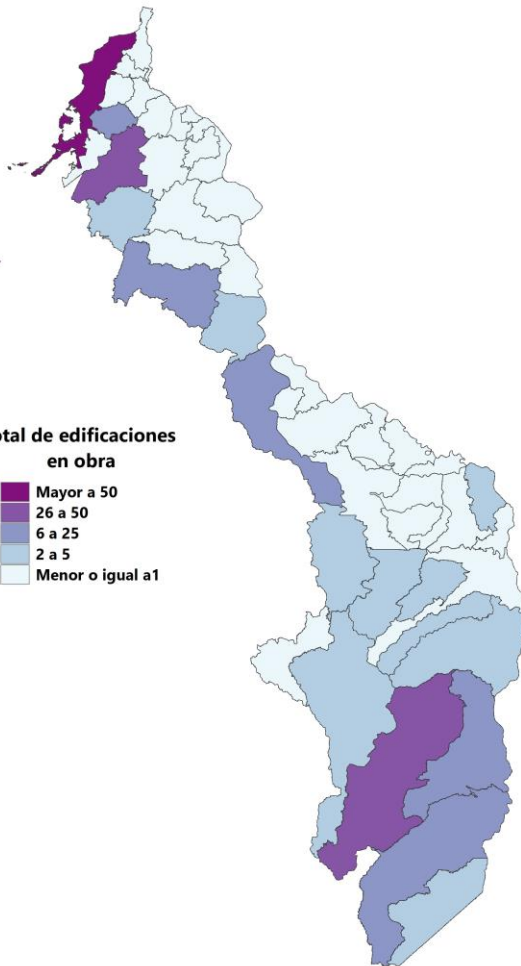 otal de edificaciones
en obra
Mayor a 50
26 a 50
6 a 25
2 a 5
Menor o igual a1